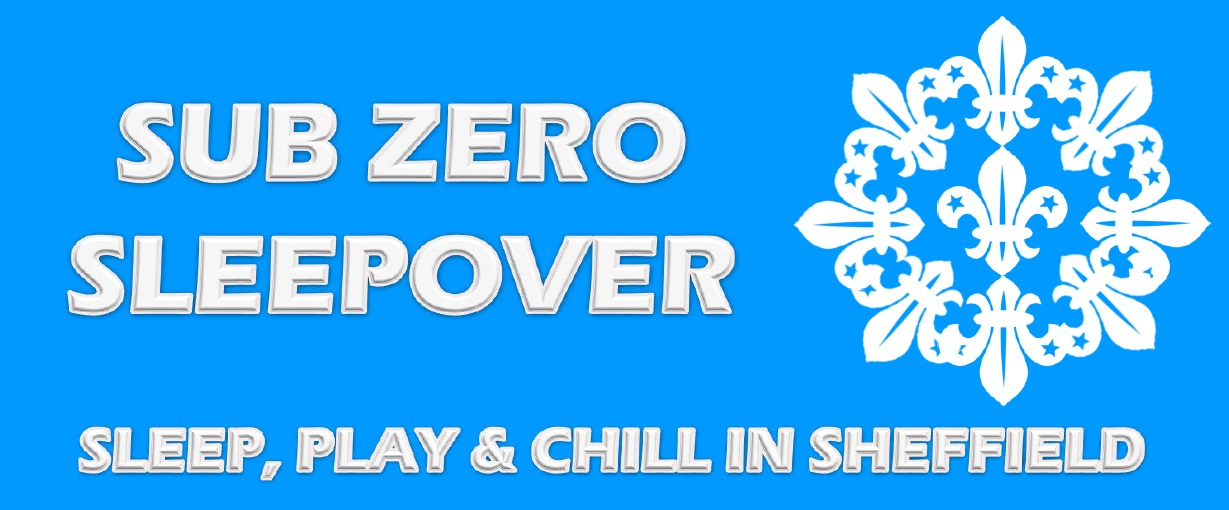 SUB ZERO
SLEEPOVER
SLEEP, PLAY & CHILL IN SHEFFIELD